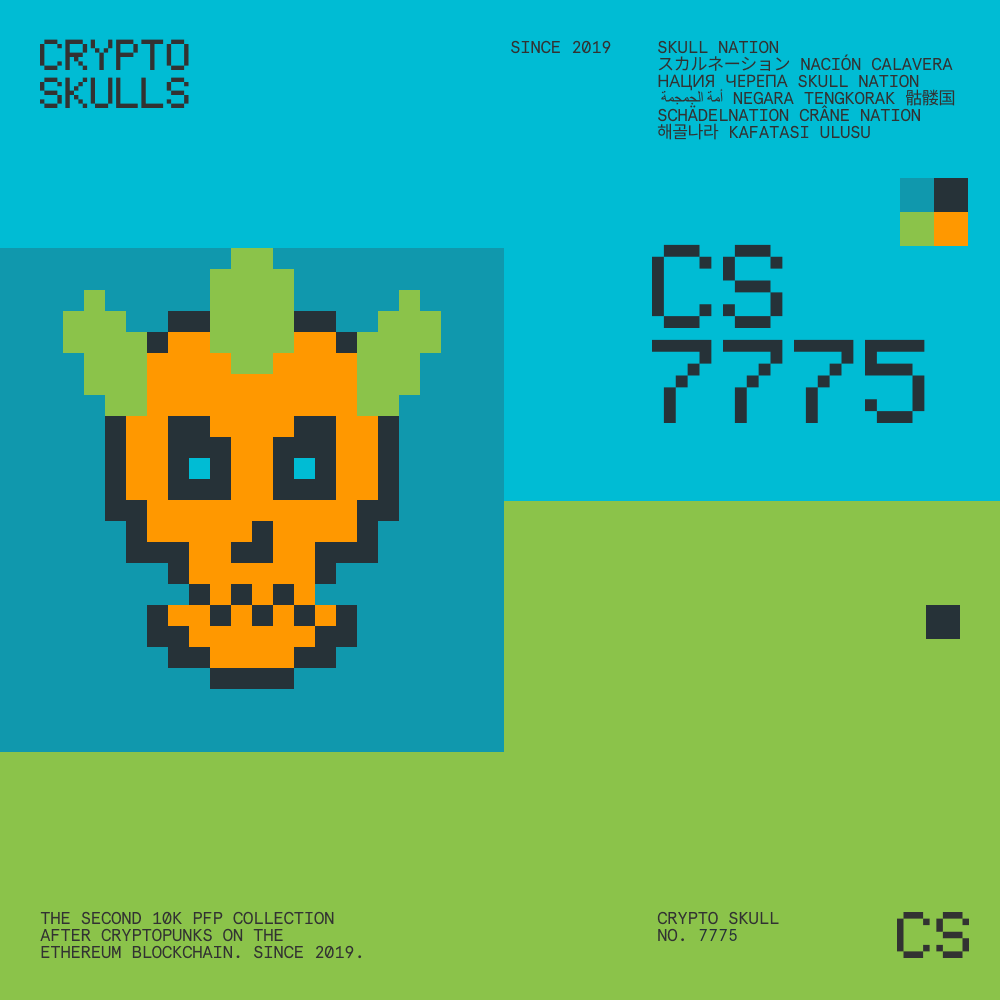 CRYPTO
SKULLS
SINCE 2019
SKULL NATION
スカルネーション NACIÓN CALAVERA
НАЦИЯ ЧЕРЕПА SKULL NATION
أمة الجمجمة NEGARA TENGKORAK 骷髅国
SCHÄDELNATION CRÂNE NATION
해골나라 KAFATASI ULUSU
CS
7775
THE SECOND 10K PFP COLLECTION
AFTER CRYPTOPUNKS ON THE
ETHEREUM BLOCKCHAIN. SINCE 2019.
CRYPTO SKULL
NO. 7775
CS